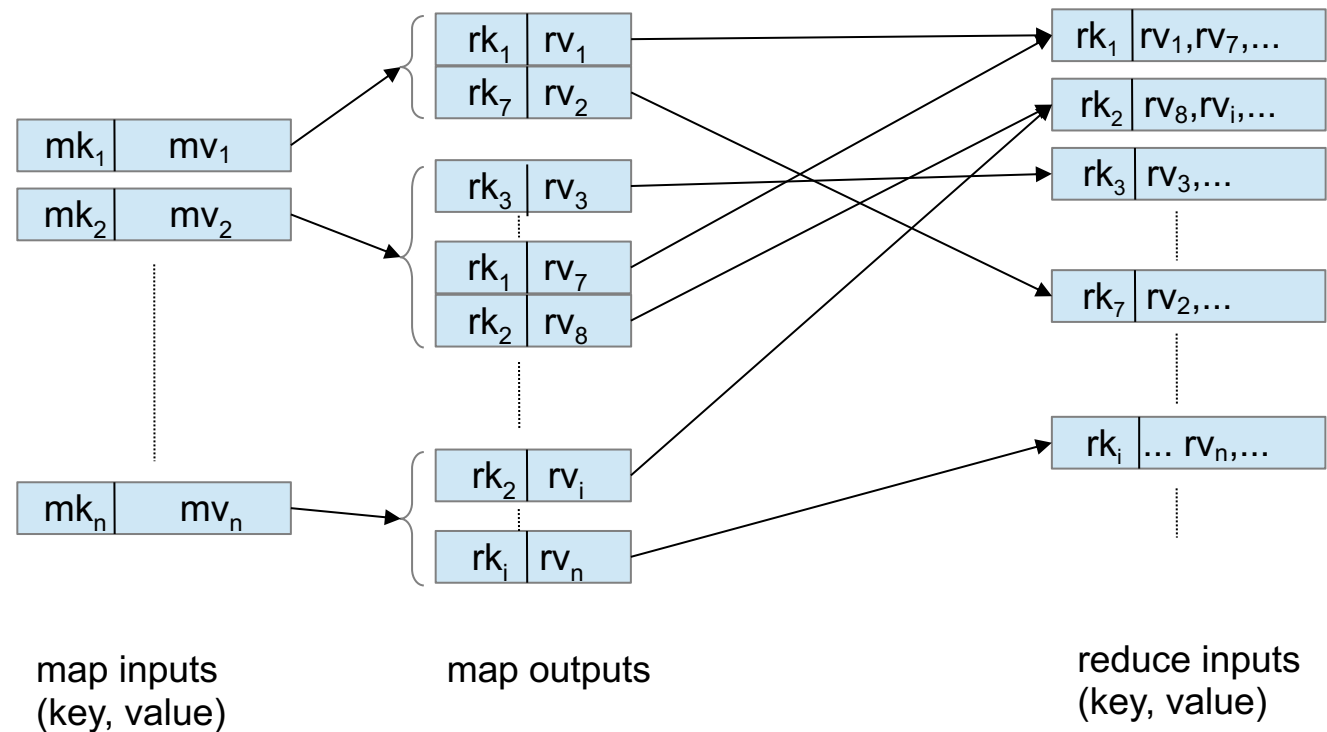 mk₁ mv₁
mk₂ mv₂
mkₙ mvₙ
rk₁ rv₁
rk₇ rv₂
rk₃ rv₃
rk₁ rv₇
rk₂ rv₈
rk₂ rvᵢ
rkᵢ rvₙ
rk₁ rv₁,rv₇,...
rk₂ rv₈,rvᵢ,...
rk₃ rv₃,...
rk₇ rv₂,...
rkᵢ ... rvₙ,...
map inputs
(key, value)
map outputs
reduce inputs
(key, value)